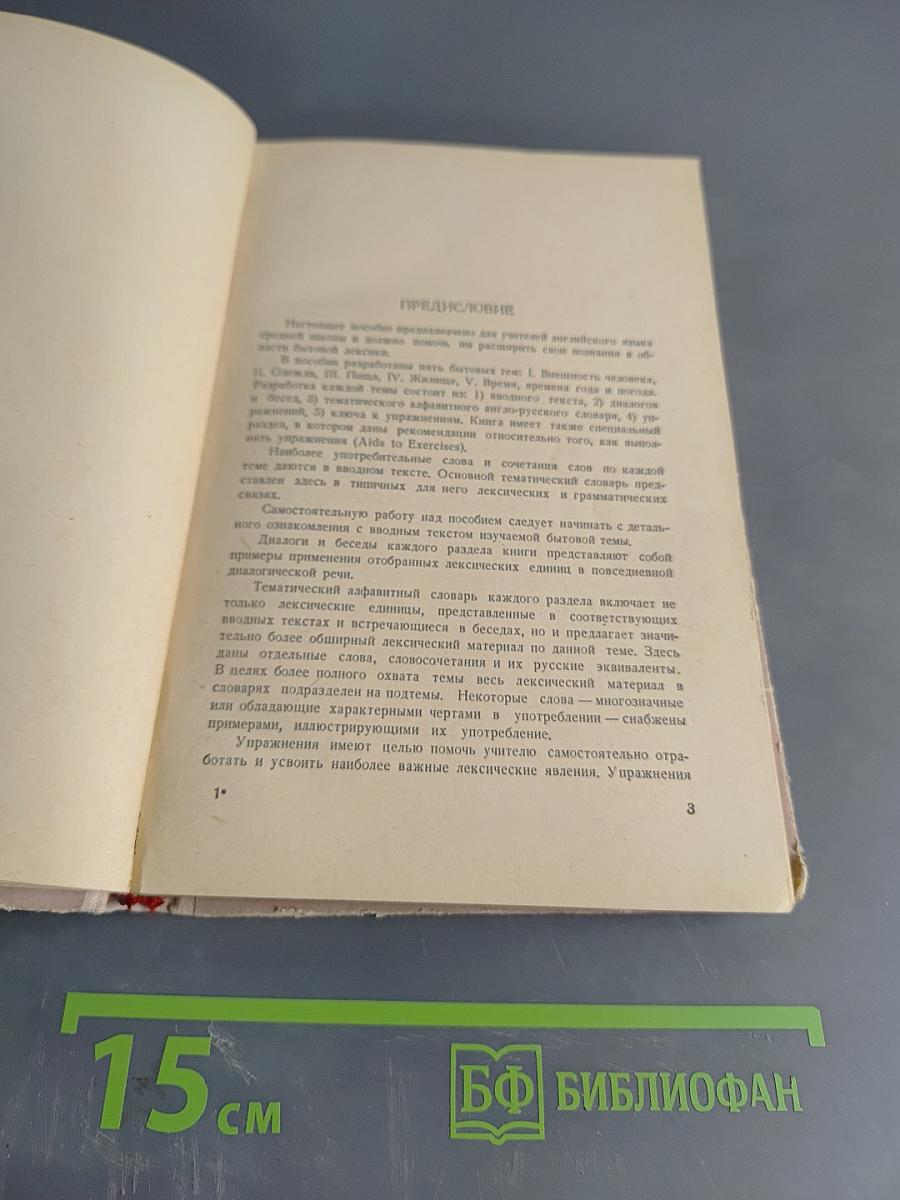 ПРЕДИСЛОВИЕ
Настоящее пособие предназначено для учителей английского языка
средней школы и должно помочь им расширить свои познания в об-
ласти бытовой лексики.
В пособии разработаны пять бытовых тем: I. Внешность человека,
II. Одежда, III. Пища, IV. Жилище, V. Время, времена года и погода.
Разработка каждой темы состоит из: 1) вводного текста, 2) диалогов
и бесед, 3) тематического алфавитного англо-русского словаря, 4) уп-
ражнений, 5) ключа к упражнениям. Книга имеет также специальный
раздел, в котором даны рекомендации относительно того, как выпол-
нять упражнения (Aids to Exercises).
Наиболее употребительные слова и сочетания слов по каждой
теме даются в вводном тексте. Основной тематический словарь пред-
ставлен здесь в типичных для него лексических и грамматических
связях.
Самостоятельную работу над пособием следует начинать с деталь-
ного ознакомления с вводным текстом изучаемой бытовой темы.
Диалоги и беседы каждого раздела книги представляют собой
примеры применения отобранных лексических единиц в повседневной
диалогической речи.
Тематический алфавитный словарь каждого раздела включает не
только лексические единицы, представленные в соответствующих
вводных текстах и встречающиеся в беседах, но и предлагает значи-
тельно более обширный лексический материал по данной теме. Здесь
даны отдельные слова, словосочетания и их русские эквиваленты.
В целях более полного охвата темы весь лексический материал в
словарях подразделен на подтемы. Некоторые слова — многозначные
или обладающие характерными чертами в употреблении — снабжены
примерами, иллюстрирующими их употребление.
Упражнения имеют целью помочь учителю самостоятельно отра-
ботать и усвоить наиболее важные лексические явления. Упражнения
1*
3
15 см
БФ БИБЛИОФАН